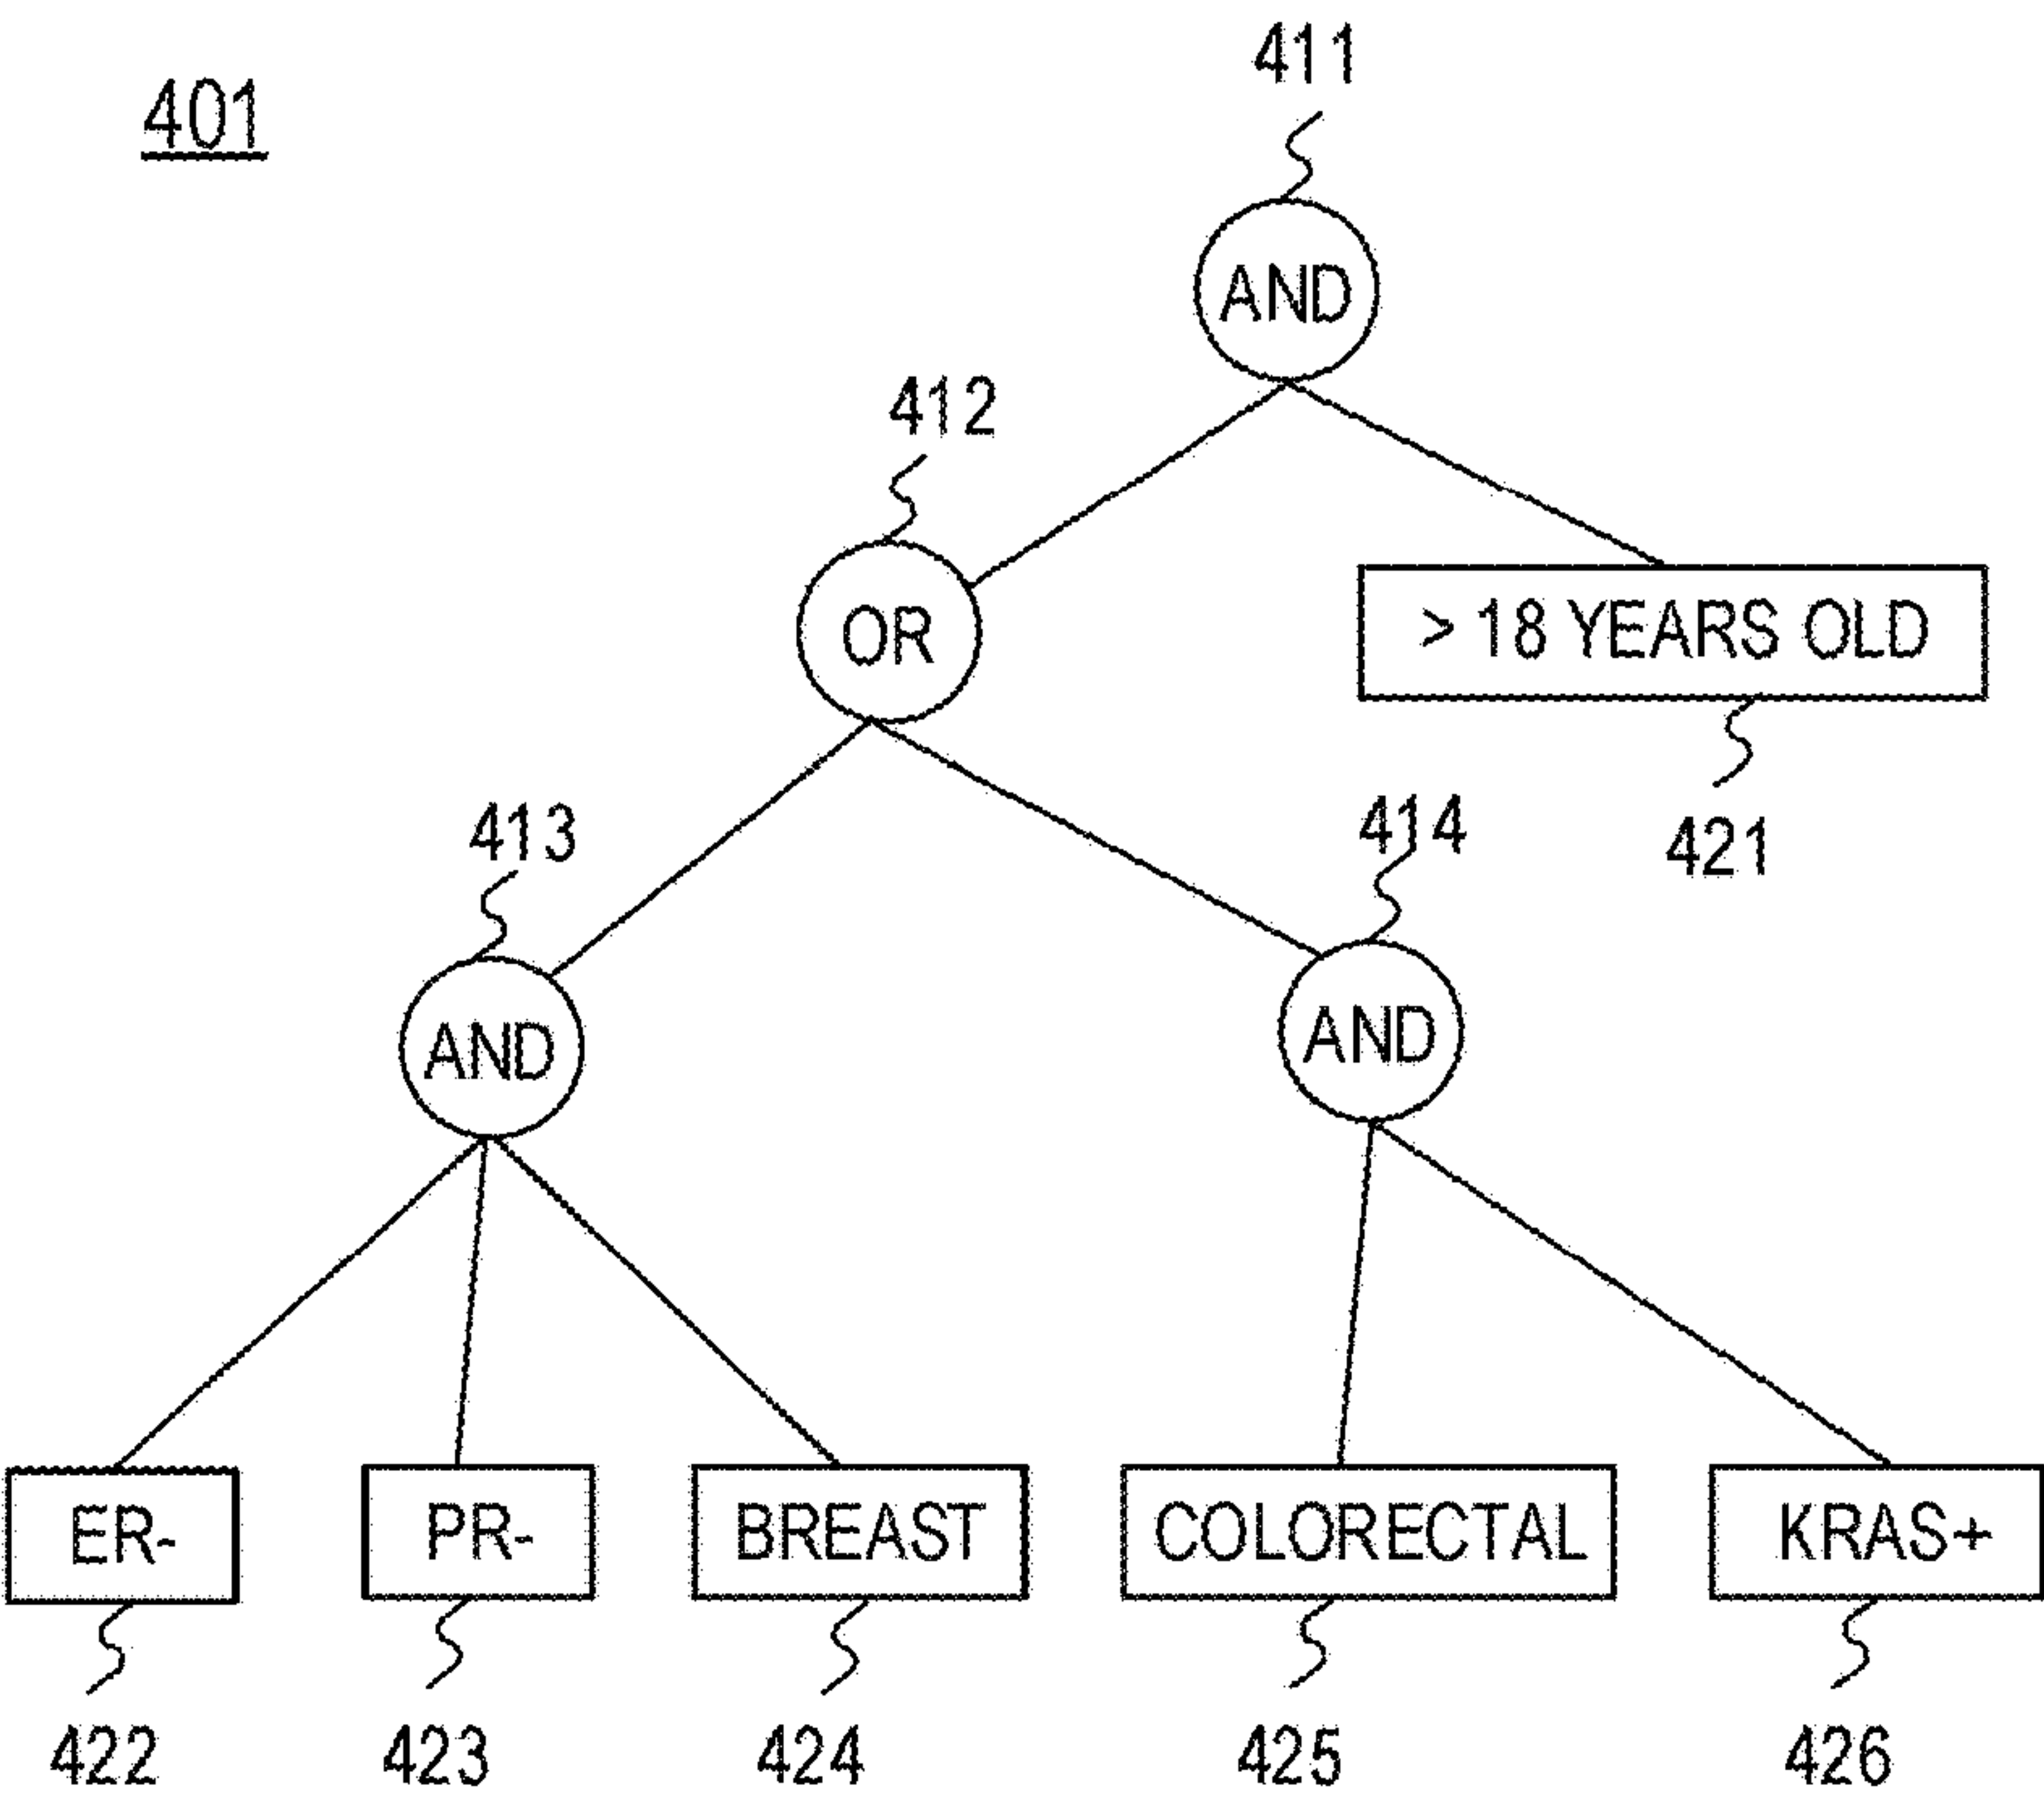 411
401
AND
412
OR
> 18 YEARS OLD
413
414
421
AND
AND
ER-
PR-
BREAST
COLORECTAL
KRAS+
422
423
424
425
426